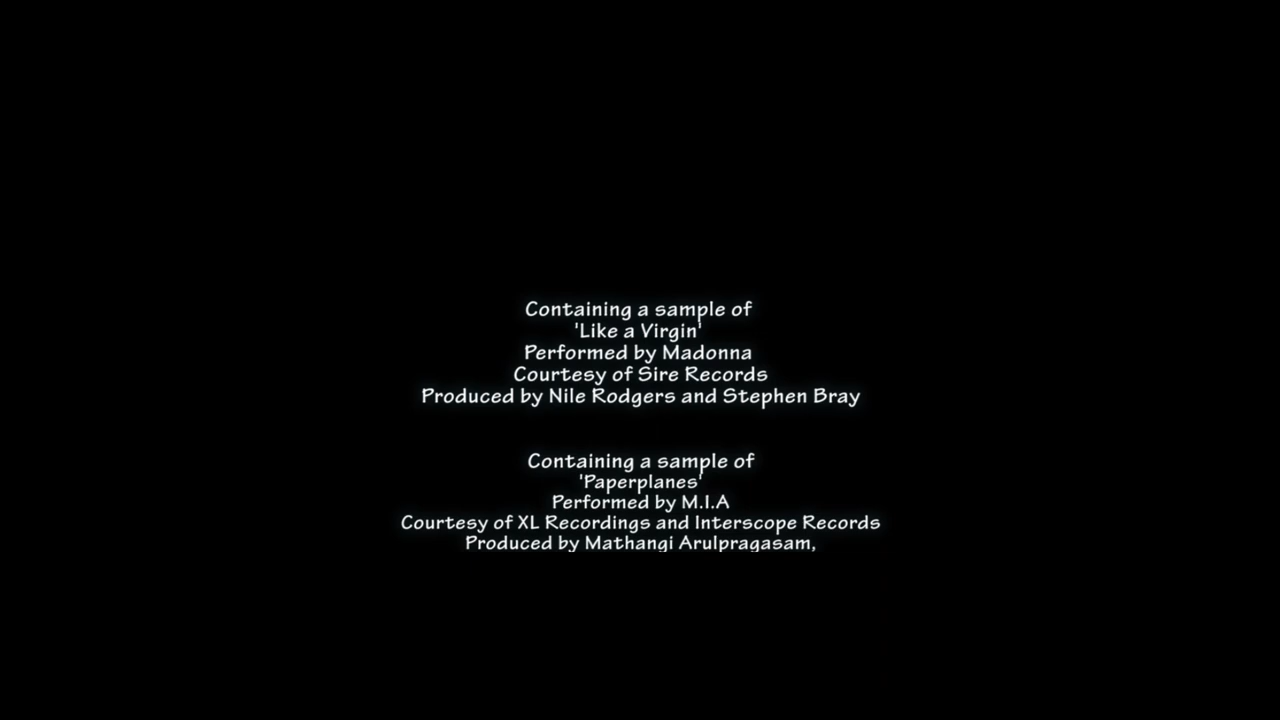 Containing a sample of
'Like a Virgin'
Performed by Madonna
Courtesy of Sire Records
Produced by Nile Rodgers and Stephen Bray
Containing a sample of
'Paperplanes'
Performed by M.I.A
Courtesy of XL Recordings and Interscope Records
Produced by Mathangi Arulpragasam,